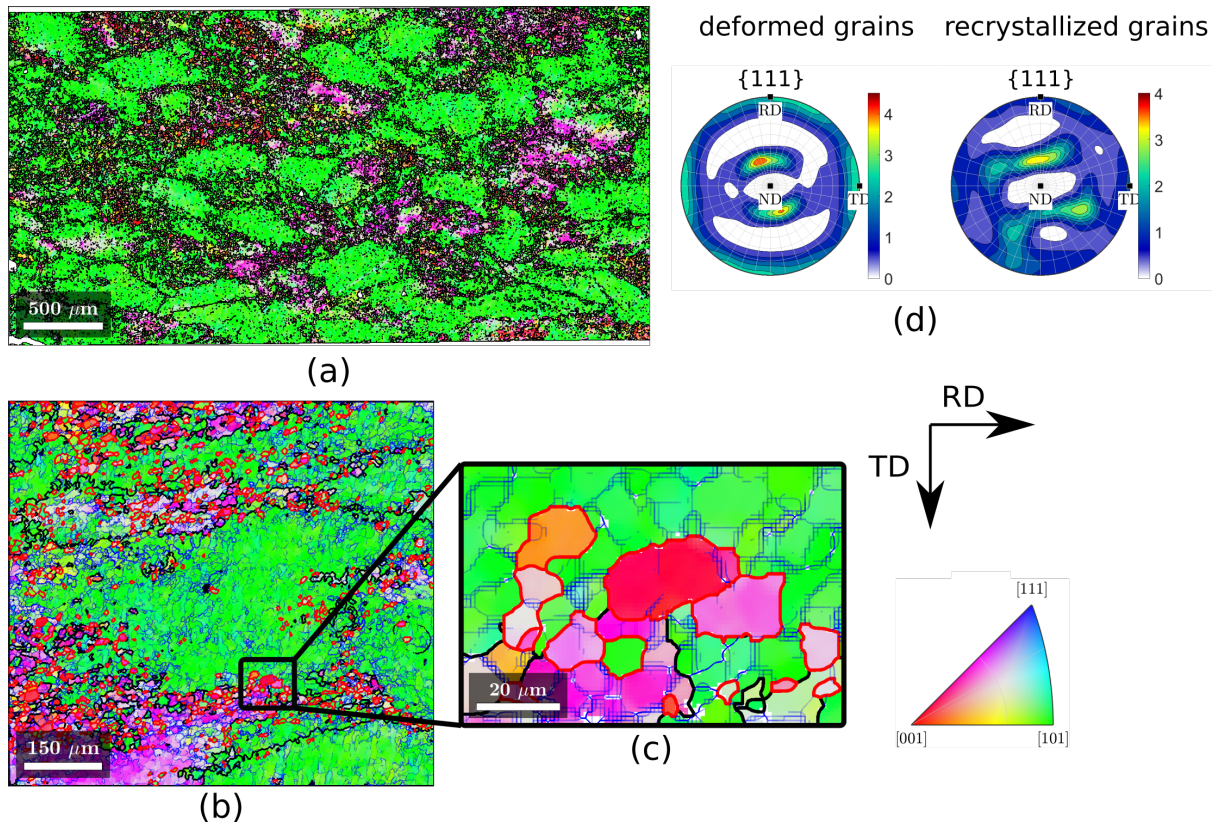 deformed grains
recrystallized grains
{111}
RD
ND
TD
4
3
2
1
0
{111}
RD
ND
TD
4
3
2
1
0
(d)
500 μm
(a)
RD
TD
150 μm
(b)
20 μm
(c)
[111]
[001]
[101]